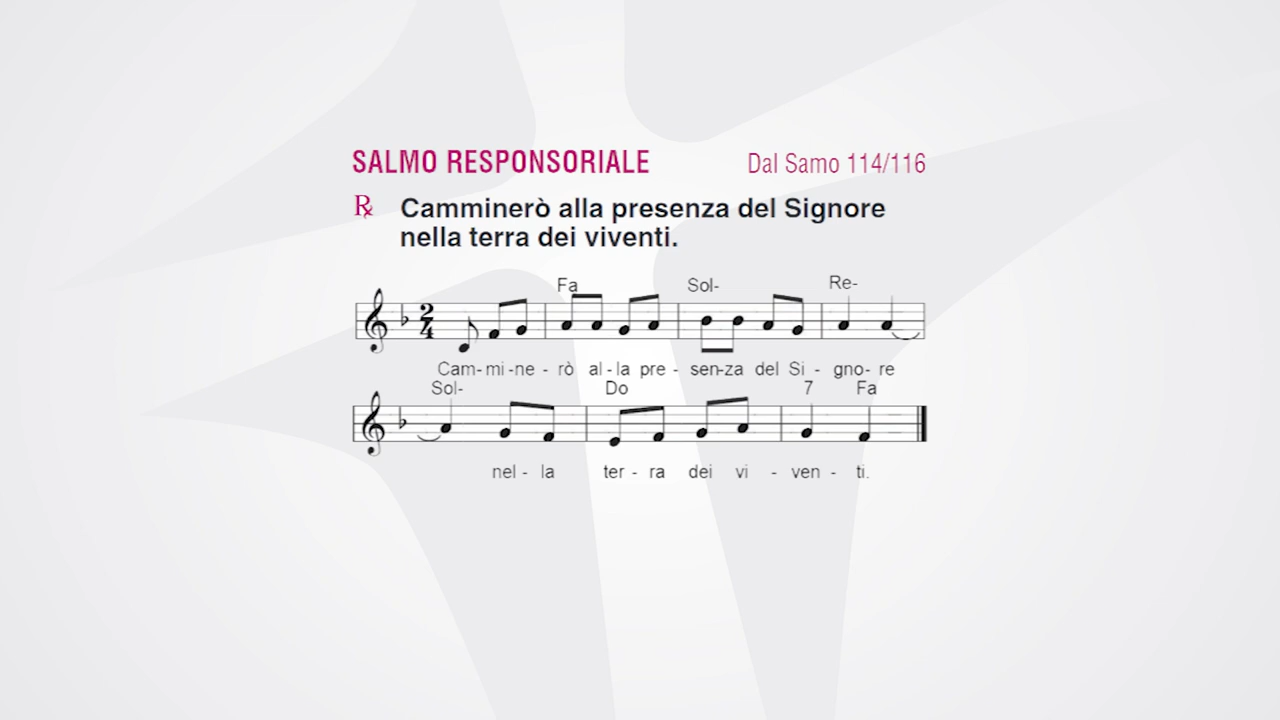 SALMO RESPONSORIALE Dal Samo 114/116
℟ Camminerò alla presenza del Signore
nella terra dei viventi.
Fa Sol- Re-
2
4
Cam-mi-ne-rò al-la pre-sen-za del Si-gno-re
Sol- Do 7 Fa
nel-la ter-ra dei vi-ven-ti.